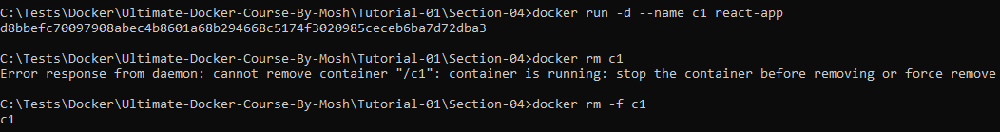 C:\Tests\Docker\Ultimate-Docker-Course-By-Mosh\Tutorial-01\Section-04>docker run -d --name c1 react-app
d8bbefc70097908abec4b8601a68b294668c5174f3020985ceceb6ba7d72dba3
C:\Tests\Docker\Ultimate-Docker-Course-By-Mosh\Tutorial-01\Section-04>docker rm c1
Error response from daemon: cannot remove container "/c1": container is running: stop the container before removing or force remove
C:\Tests\Docker\Ultimate-Docker-Course-By-Mosh\Tutorial-01\Section-04>docker rm -f c1
c1